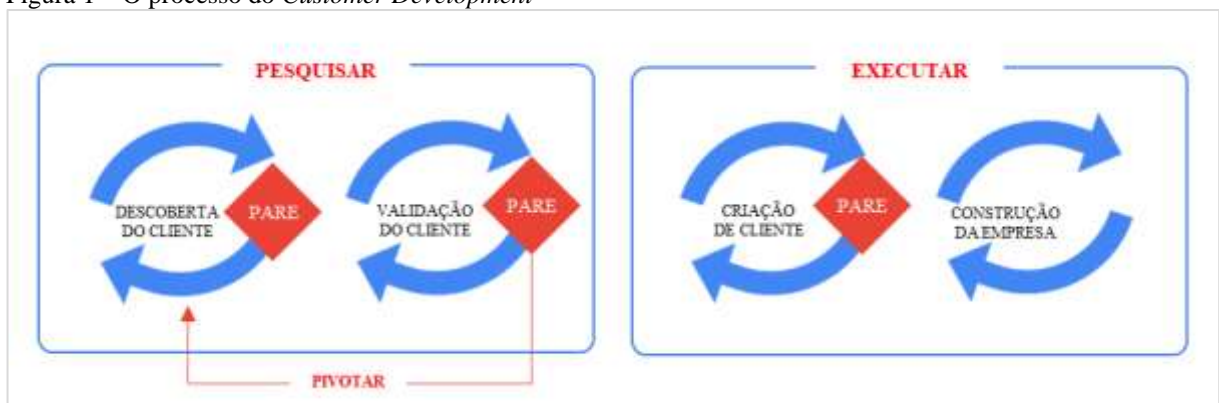 Figura 1 – O processo do Customer Development
PESQUISAR
EXECUTAR
DESCOBERTA
DO CLIENTE
PARE
VALIDAÇÃO
DO CLIENTE
PARE
CRIAÇÃO
DE CLIENTE
PARE
CONSTRUÇÃO
DA EMPRESA
PIVOTAR